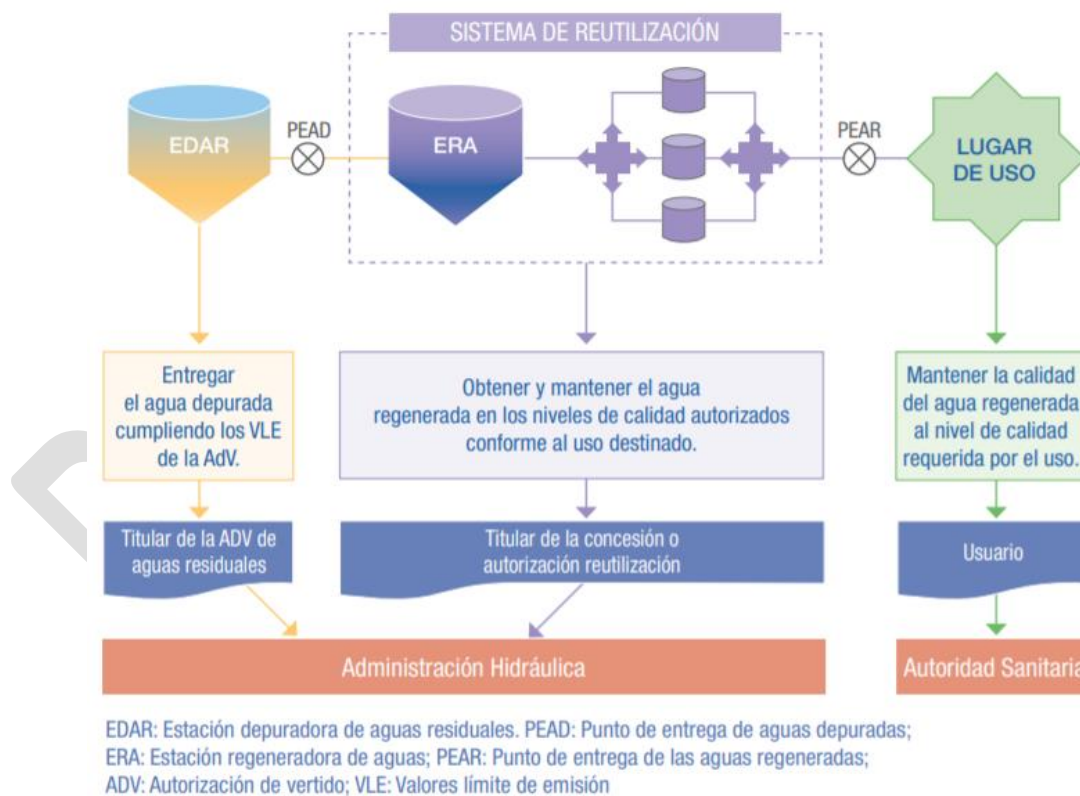 SISTEMA DE REUTILIZACIÓN
EDAR
PEAD
ERA
PEAR
LUGAR
DE USO
Entregar
el agua depurada
cumpliendo los VLE
de la AdV.
Obtener y mantener el agua
regenerada en los niveles de calidad autorizados
conforme al uso destinado.
Mantener la calidad
del agua regenerada
al nivel de calidad
requerida por el uso.
Titular de la ADV de
aguas residuales
Titular de la concesión o
autorización reutilización
Usuario
Administración Hidráulica
Autoridad Sanitaria
EDAR: Estación depuradora de aguas residuales. PEAD: Punto de entrega de aguas depuradas;
ERA: Estación regeneradora de aguas; PEAR: Punto de entrega de las aguas regeneradas;
ADV: Autorización de vertido; VLE: Valores límite de emisión